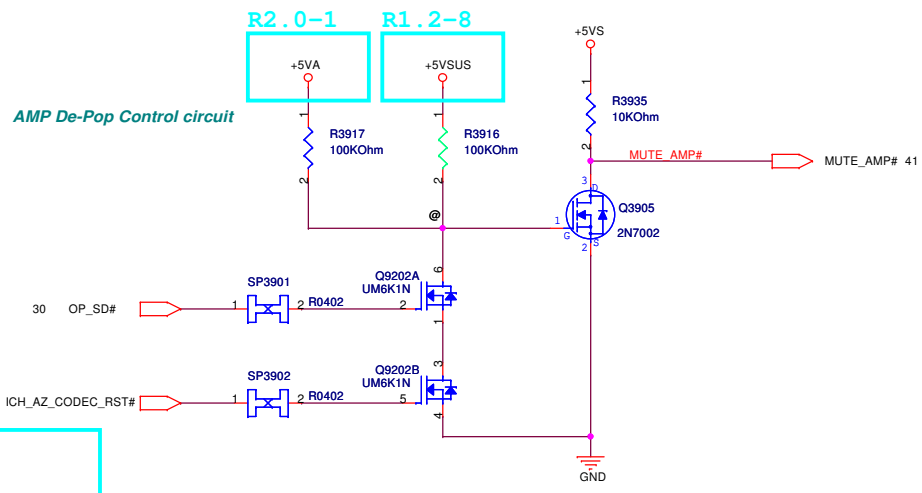 R2.0-1 R1.2-8
+5VS
+5VA +5VSUS
AMP De-Pop Control circuit
1 1 1
R3917
100KOhm
R3916
100KOhm
R3935
10KOhm
2 2 2
MUTE_AMP# MUTE_AMP# 41
@
3 D
1 G
2 S
Q3905
2N7002
SP3901
Q9202A
UM6K1N
6
30 OP_SD# 1 2 R0402 2
1
SP3902
Q9202B
UM6K1N
3
ICH_AZ_CODEC_RST# 1 2 R0402 5
4
GND